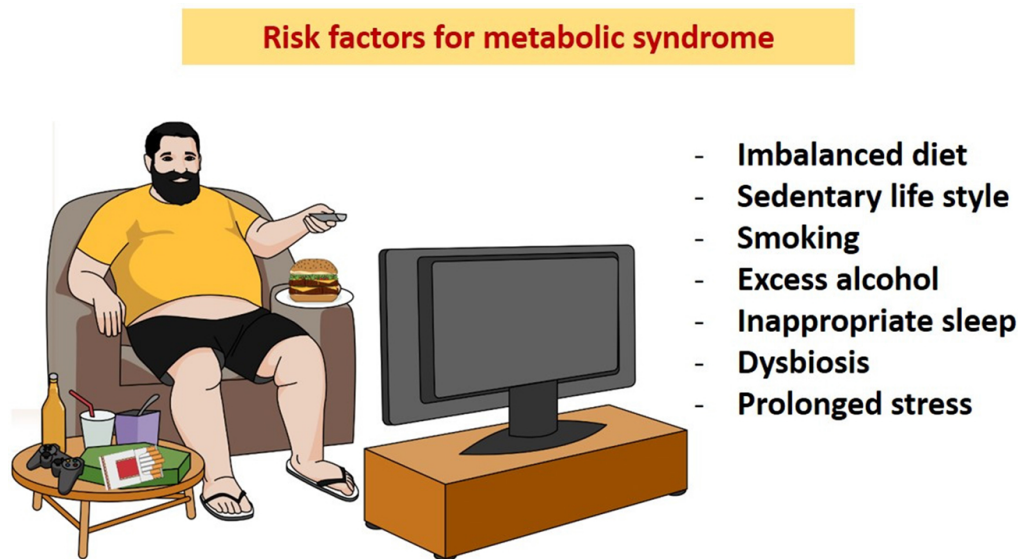 Risk factors for metabolic syndrome
- Imbalanced diet
- Sedentary life style
- Smoking
- Excess alcohol
- Inappropriate sleep
- Dysbiosis
- Prolonged stress